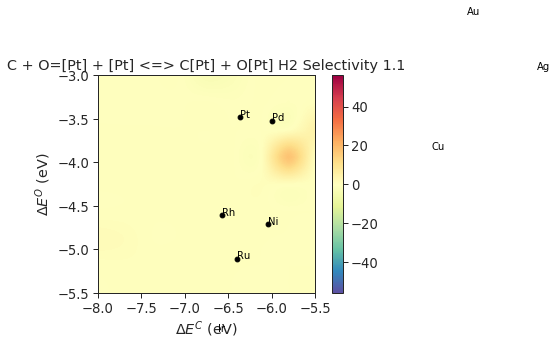 Au
Ag
C + O=[Pt] + [Pt] <=> C[Pt] + O[Pt] H2 Selectivity 1.1
Cu
−3.0
−3.5
−4.0
−4.5
−5.0
−5.5
ΔE^O (eV)
Pt
Pd
Rh
Ni
Ru
40
20
0
−20
−40
−8.0 −7.5 −7.0 −6.5 −6.0 −5.5
ΔE^C (eV)
Ir